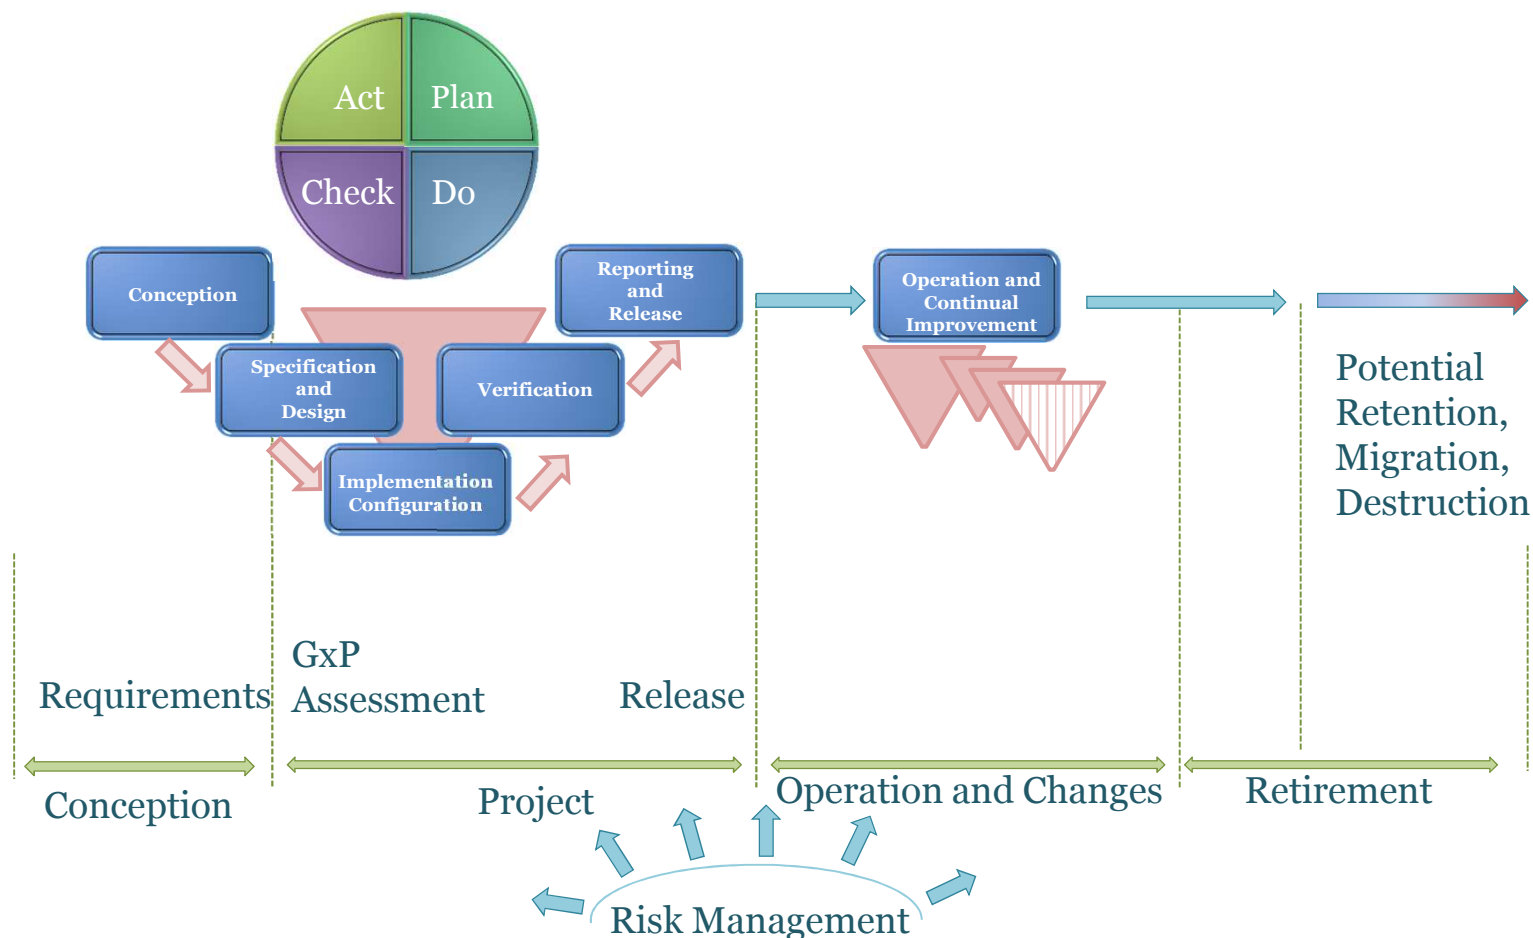 Act
Plan
Check
Do
Conception
Specification
and
Design
Implementation
Configuration
Verification
Reporting
and
Release
Operation and
Continual
Improvement
Potential
Retention,
Migration,
Destruction
Requirements
GxP
Assessment
Release
Conception
Project
Operation and Changes
Retirement
Risk Management